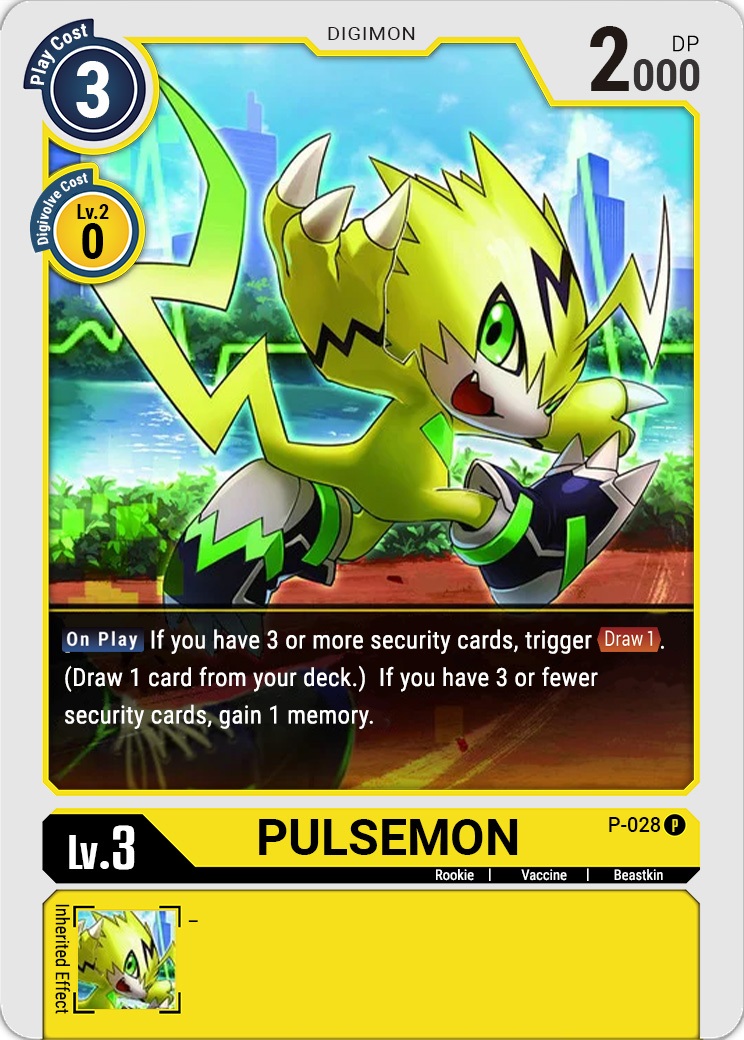 DIGIMON
Play Cost
3
DP
2000
Digivolve Cost
Lv.2
0
On Play If you have 3 or more security cards, trigger Draw 1.
(Draw 1 card from your deck.) If you have 3 or fewer
security cards, gain 1 memory.
Lv.3
PULSEMON
P-028 P
Rookie | Vaccine | Beastkin
Inherited Effect
–